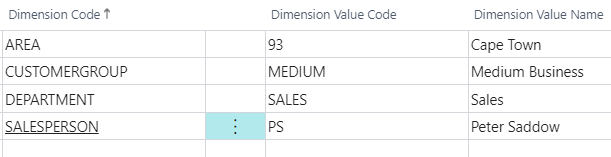 Dimension Code ↑ Dimension Value Code Dimension Value Name
AREA 93 Cape Town
CUSTOMERGROUP MEDIUM Medium Business
DEPARTMENT SALES Sales
SALESPERSON PS Peter Saddow